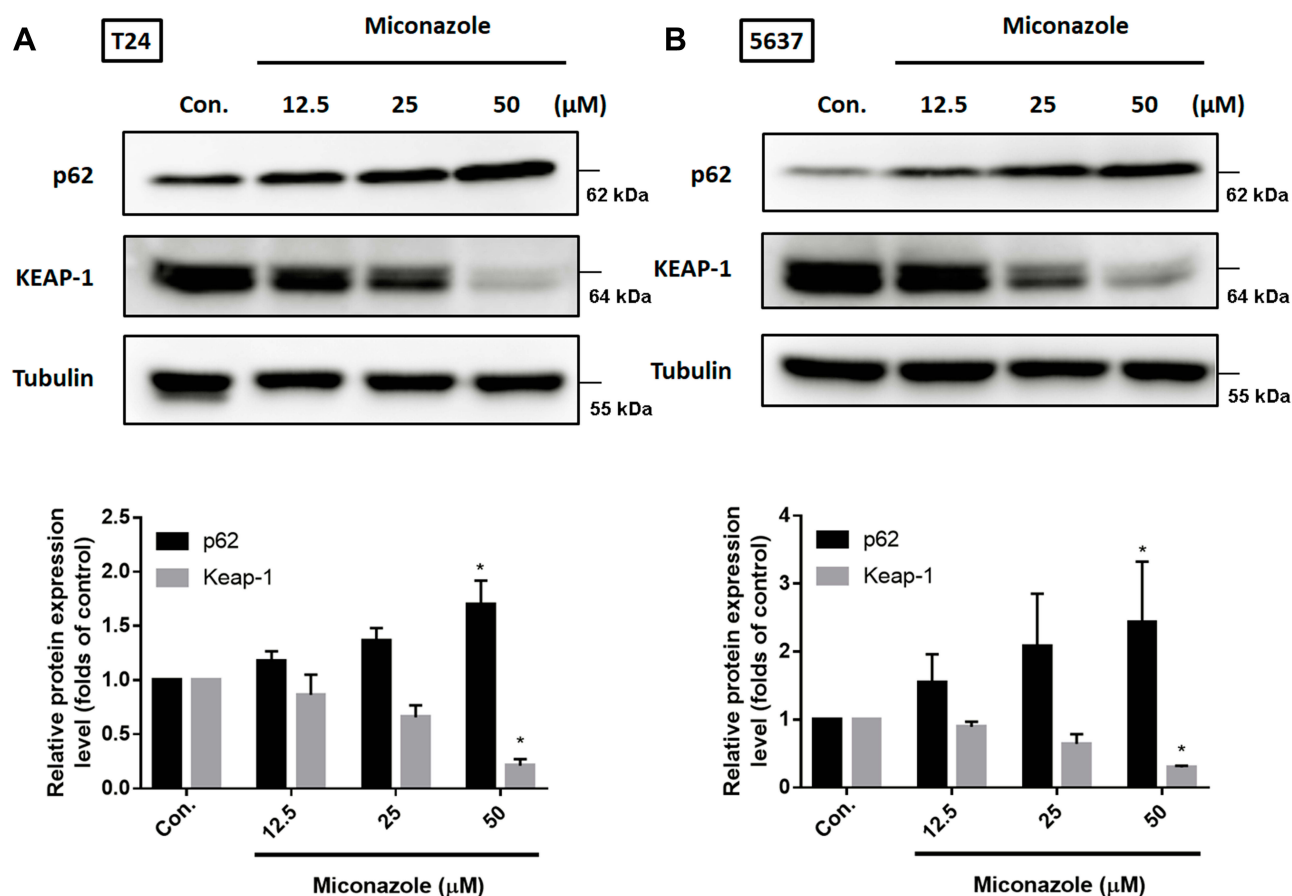 A
T24
Miconazole
Con. 12.5 25 50 (μM)
p62
62 kDa
KEAP-1
64 kDa
Tubulin
55 kDa
Relative protein expression
level (folds of control)
2.5
2.0
1.5
1.0
0.5
0.0
p62
Keap-1
*
*
Con. 12.5 25 50
Miconazole (μM)
B
5637
Miconazole
Con. 12.5 25 50 (μM)
p62
62 kDa
KEAP-1
64 kDa
Tubulin
55 kDa
Relative protein expression
level (folds of control)
4
3
2
1
0
p62
Keap-1
*
*
Con. 12.5 25 50
Miconazole (μM)